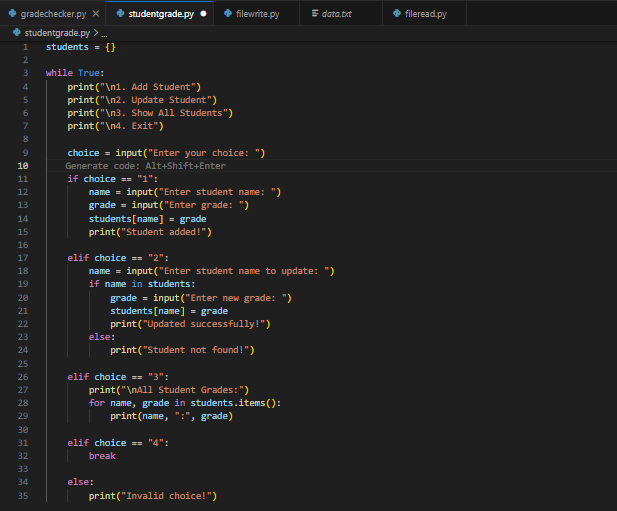 gradechecker.py
studentgrade.py
filewrite.py
data.txt
fileread.py
studentgrade.py > ...
1 students = {}
2
3 while True:
4     print("\n1. Add Student")
5     print("\n2. Update Student")
6     print("\n3. Show All Students")
7     print("\n4. Exit")
8
9     choice = input("Enter your choice: ")
10     Generate code: Alt+Shift+Enter
11     if choice == "1":
12         name = input("Enter student name: ")
13         grade = input("Enter grade: ")
14         students[name] = grade
15         print("Student added!")
16
17     elif choice == "2":
18         name = input("Enter student name to update: ")
19         if name in students:
20             grade = input("Enter new grade: ")
21             students[name] = grade
22             print("Updated successfully!")
23         else:
24             print("Student not found!")
25
26     elif choice == "3":
27         print("\nAll Student Grades:")
28         for name, grade in students.items():
29             print(name, ":", grade)
30
31     elif choice == "4":
32         break
33
34     else:
35         print("Invalid choice!")